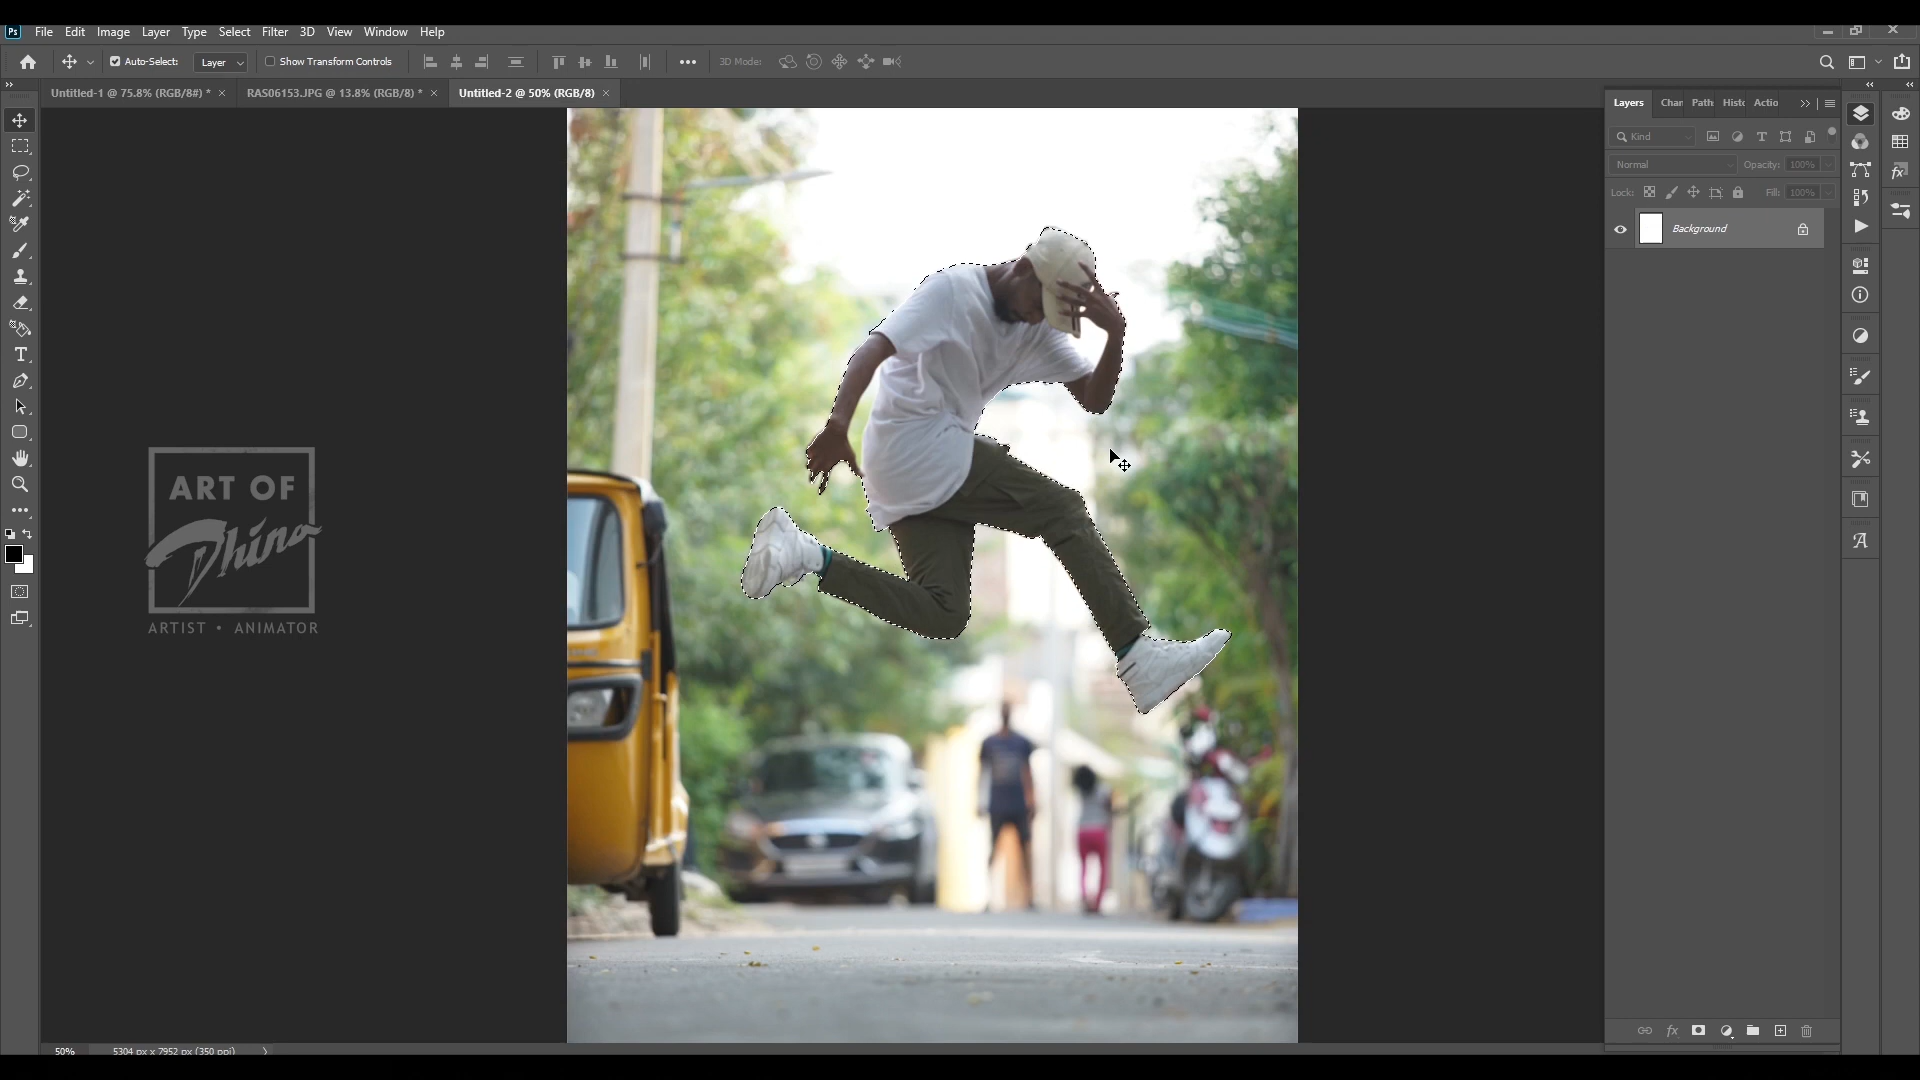 Ps File Edit Image Layer Type Select Filter 3D View Window Help
Auto-Select: Layer Show Transform Controls 3D Mode:
Untitled-1 @ 75.8% (RGB/8#) * × RAS06153.JPG @ 13.8% (RGB/8) * × Untitled-2 @ 50% (RGB/8) ×
Layers Chan Path Histo Actio
Kind
Normal Opacity: 100%
Lock: Fill: 100%
Background
ART OF
Dhina
ARTIST • ANIMATOR
50% 5304 px x 7952 px (350 ppi)